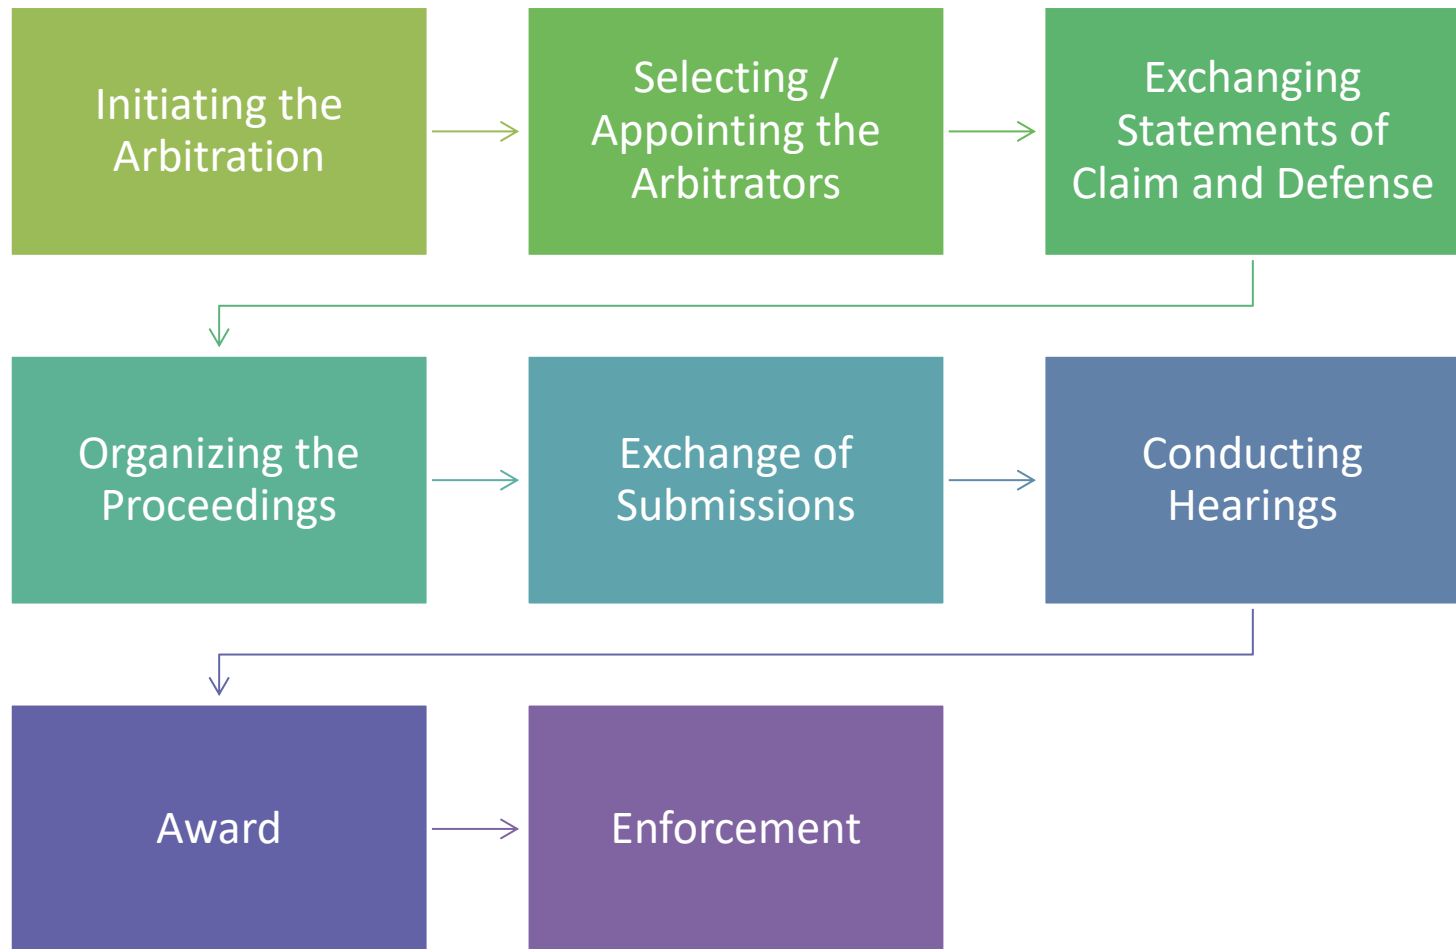 Initiating the
Arbitration
Selecting /
Appointing the
Arbitrators
Exchanging
Statements of
Claim and Defense
Organizing the
Proceedings
Exchange of
Submissions
Conducting
Hearings
Award
Enforcement